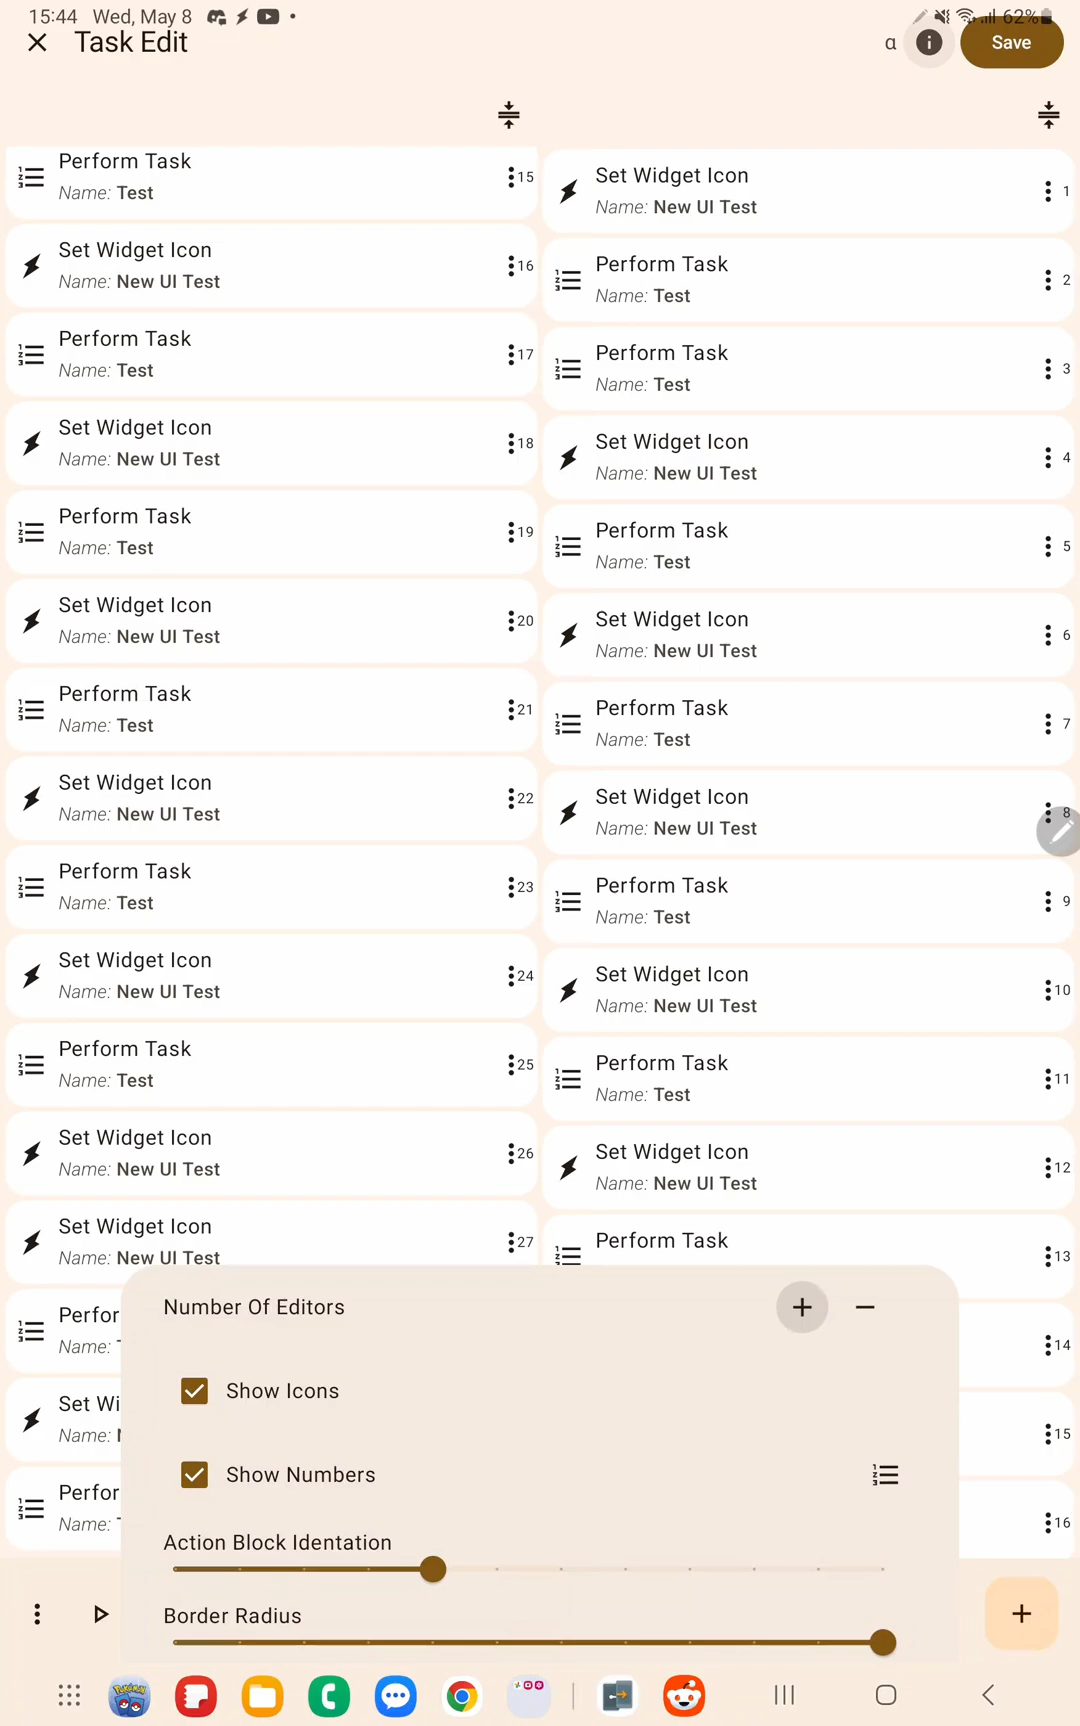 15:44 Wed, May 8
62%
Task Edit
α
Save
Perform Task
15
Name: Test
Set Widget Icon
16
Name: New UI Test
Perform Task
17
Name: Test
Set Widget Icon
18
Name: New UI Test
Perform Task
19
Name: Test
Set Widget Icon
20
Name: New UI Test
Perform Task
21
Name: Test
Set Widget Icon
22
Name: New UI Test
Perform Task
23
Name: Test
Set Widget Icon
24
Name: New UI Test
Perform Task
25
Name: Test
Set Widget Icon
26
Name: New UI Test
Set Widget Icon
27
Name: New UI Test
Perfor
Name:
Set Wi
Name:
Perfor
Name:
Set Widget Icon
1
Name: New UI Test
Perform Task
2
Name: Test
Perform Task
3
Name: Test
Set Widget Icon
4
Name: New UI Test
Perform Task
5
Name: Test
Set Widget Icon
6
Name: New UI Test
Perform Task
7
Name: Test
Set Widget Icon
8
Name: New UI Test
Perform Task
9
Name: Test
Set Widget Icon
10
Name: New UI Test
Perform Task
11
Name: Test
Set Widget Icon
12
Name: New UI Test
Perform Task
13
14
15
16
Number Of Editors
Show Icons
Show Numbers
Action Block Identation
Border Radius